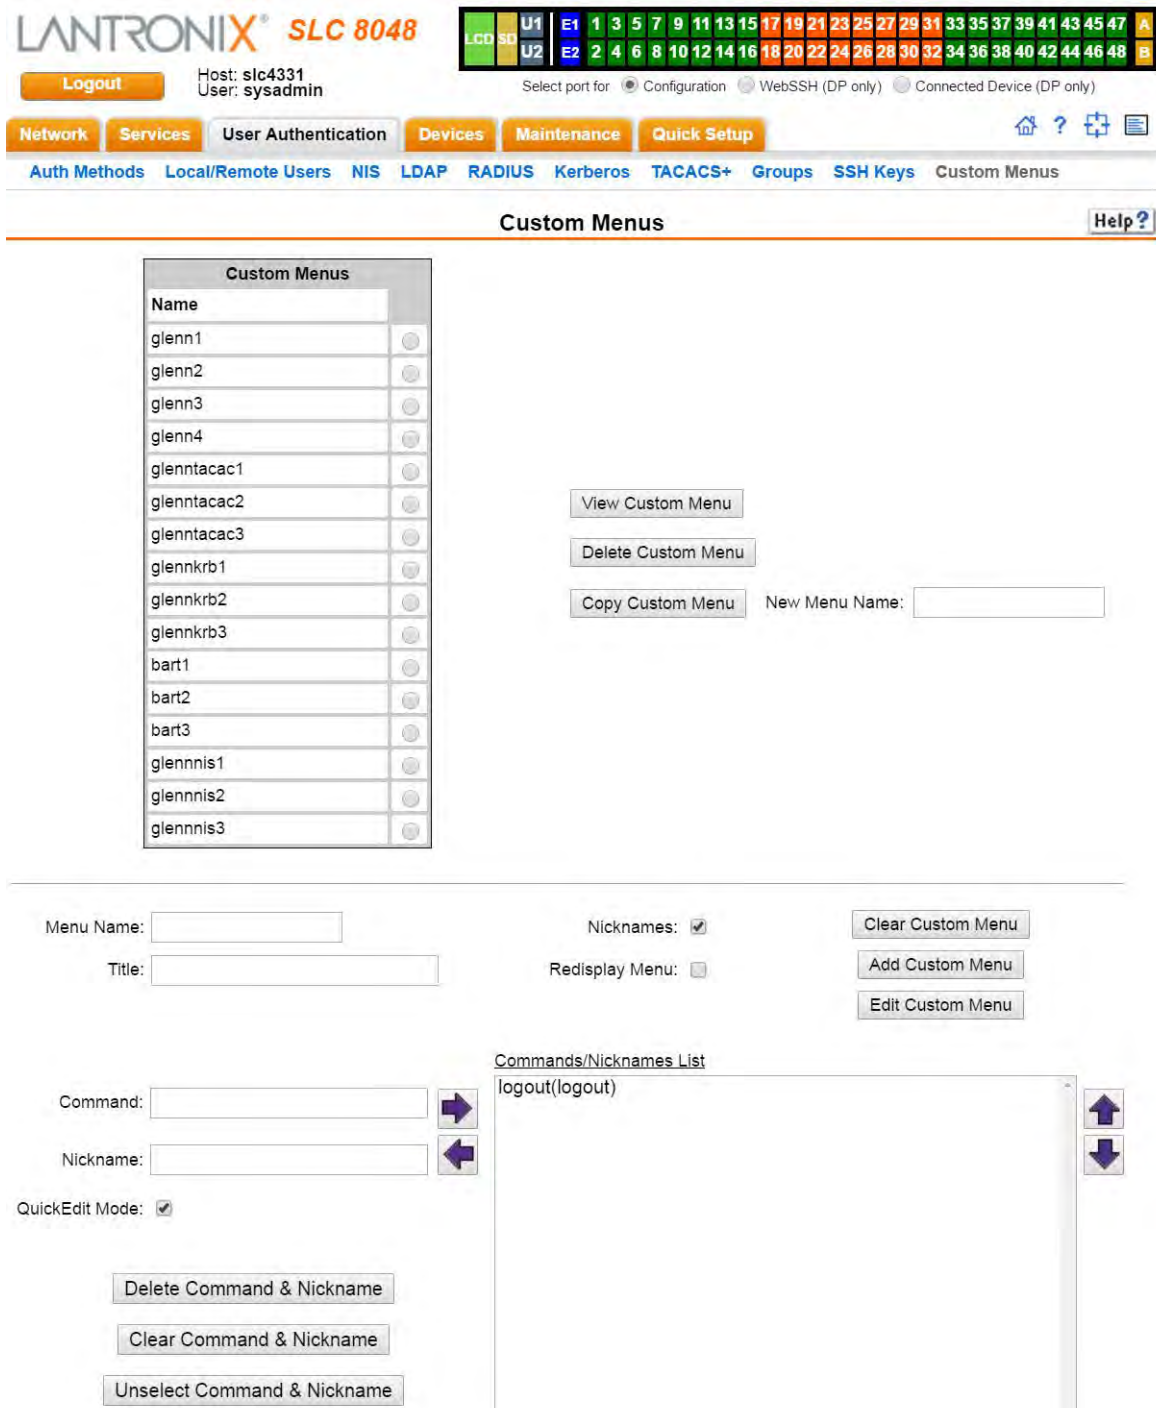 LANTRONIX® SLC 8048
LCD SD U1 E1 1 3 5 7 9 11 13 15 17 19 21 23 25 27 29 31 33 35 37 39 41 43 45 47 A
U2 E2 2 4 6 8 10 12 14 16 18 20 22 24 26 28 30 32 34 36 38 40 42 44 46 48 B
Logout
Host: slc4331
User: sysadmin
Select port for Configuration WebSSH (DP only) Connected Device (DP only)
Network Services User Authentication Devices Maintenance Quick Setup ?
Auth Methods Local/Remote Users NIS LDAP RADIUS Kerberos TACACS+ Groups SSH Keys Custom Menus
Custom Menus Help?
Custom Menus
Name
glenn1
glenn2
glenn3
glenn4
glenntacac1
glenntacac2
glenntacac3
glennkrb1
glennkrb2
glennkrb3
bart1
bart2
bart3
glennnis1
glennnis2
glennnis3
View Custom Menu
Delete Custom Menu
Copy Custom Menu New Menu Name:
Menu Name: Nicknames: Clear Custom Menu
Title: Redisplay Menu: Add Custom Menu
Edit Custom Menu
Commands/Nicknames List
logout(logout)
Command:
Nickname:
QuickEdit Mode:
Delete Command & Nickname
Clear Command & Nickname
Unselect Command & Nickname